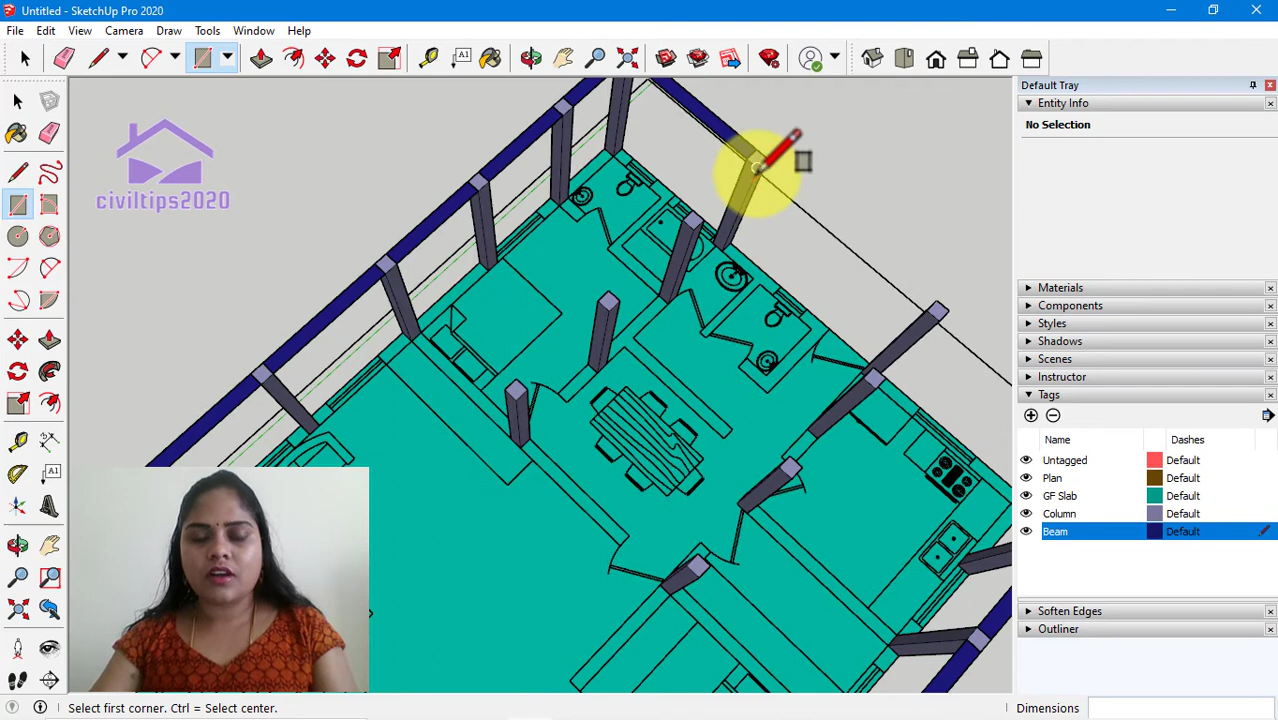 Untitled - SketchUp Pro 2020
File Edit View Camera Draw Tools Window Help
A1
Default Tray
Entity Info
No Selection
civiltips2020
Materials
Components
Styles
Shadows
Scenes
Instructor
Tags
Name Dashes
Untagged Default
Plan Default
GF Slab Default
Column Default
Beam Default
A1
Soften Edges
Outliner
Select first corner. Ctrl = Select center.
Dimensions